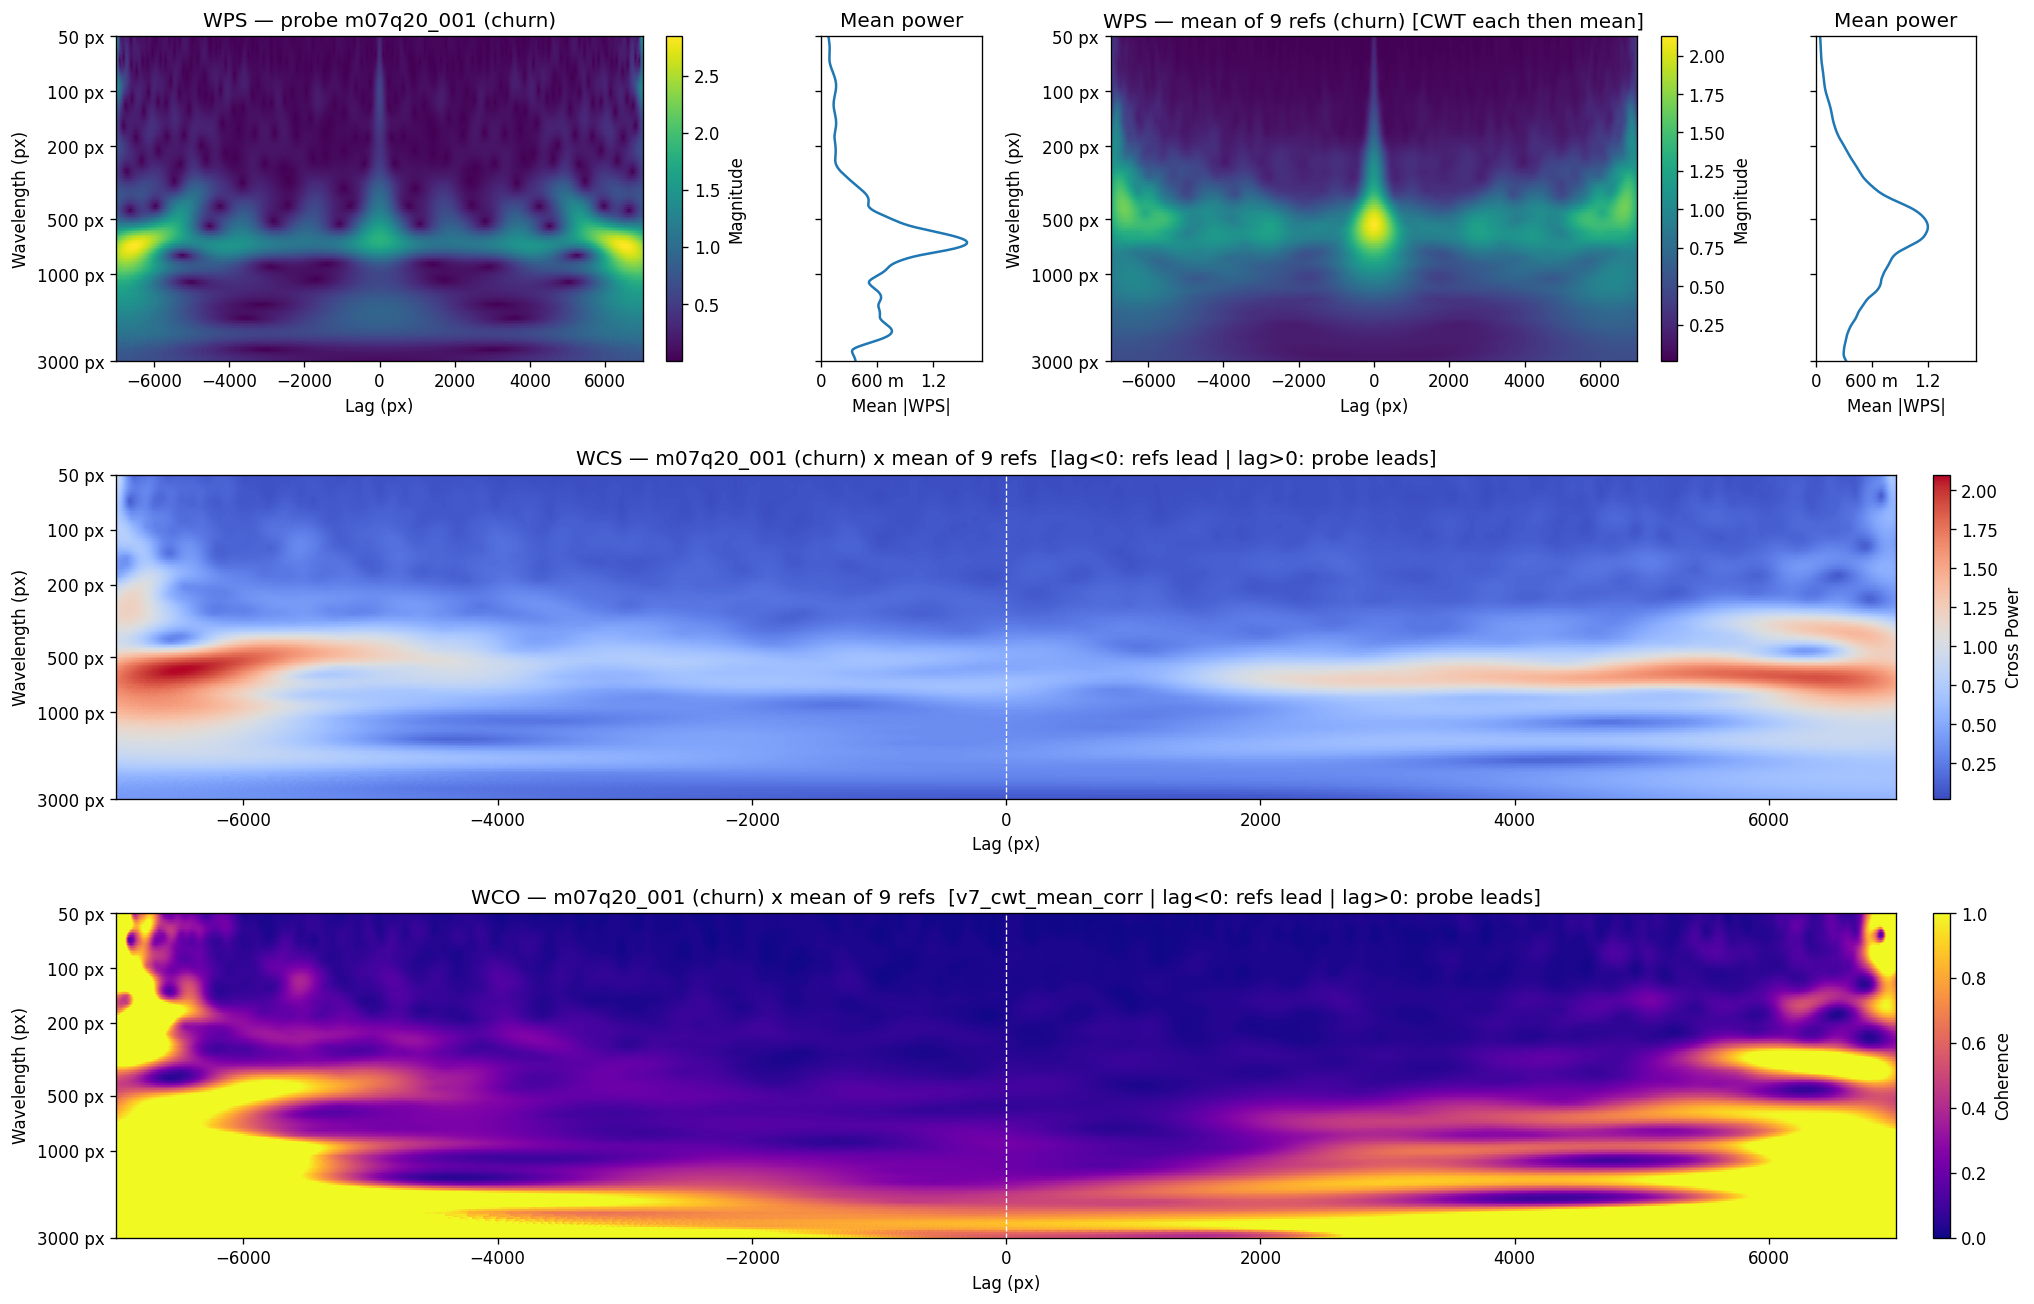 WPS — probe m07q20_001 (churn)
50 px
100 px
200 px
500 px
1000 px
3000 px
Wavelength (px)
−6000 −4000 −2000 0 2000 4000 6000
Lag (px)
2.5
2.0
1.5
1.0
0.5
Magnitude
Mean power
0 600 m 1.2
Mean |WPS|
WPS — mean of 9 refs (churn) [CWT each then mean]
50 px
100 px
200 px
500 px
1000 px
3000 px
Wavelength (px)
−6000 −4000 −2000 0 2000 4000 6000
Lag (px)
2.00
1.75
1.50
1.25
1.00
0.75
0.50
0.25
Magnitude
Mean power
0 600 m 1.2
Mean |WPS|
WCS — m07q20_001 (churn) x mean of 9 refs [lag<0: refs lead | lag>0: probe leads]
50 px
100 px
200 px
500 px
1000 px
3000 px
Wavelength (px)
−6000 −4000 −2000 0 2000 4000 6000
Lag (px)
2.00
1.75
1.50
1.25
1.00
0.75
0.50
0.25
Cross Power
WCO — m07q20_001 (churn) x mean of 9 refs [v7_cwt_mean_corr | lag<0: refs lead | lag>0: probe leads]
50 px
100 px
200 px
500 px
1000 px
3000 px
Wavelength (px)
−6000 −4000 −2000 0 2000 4000 6000
Lag (px)
1.0
0.8
0.6
0.4
0.2
0.0
Coherence